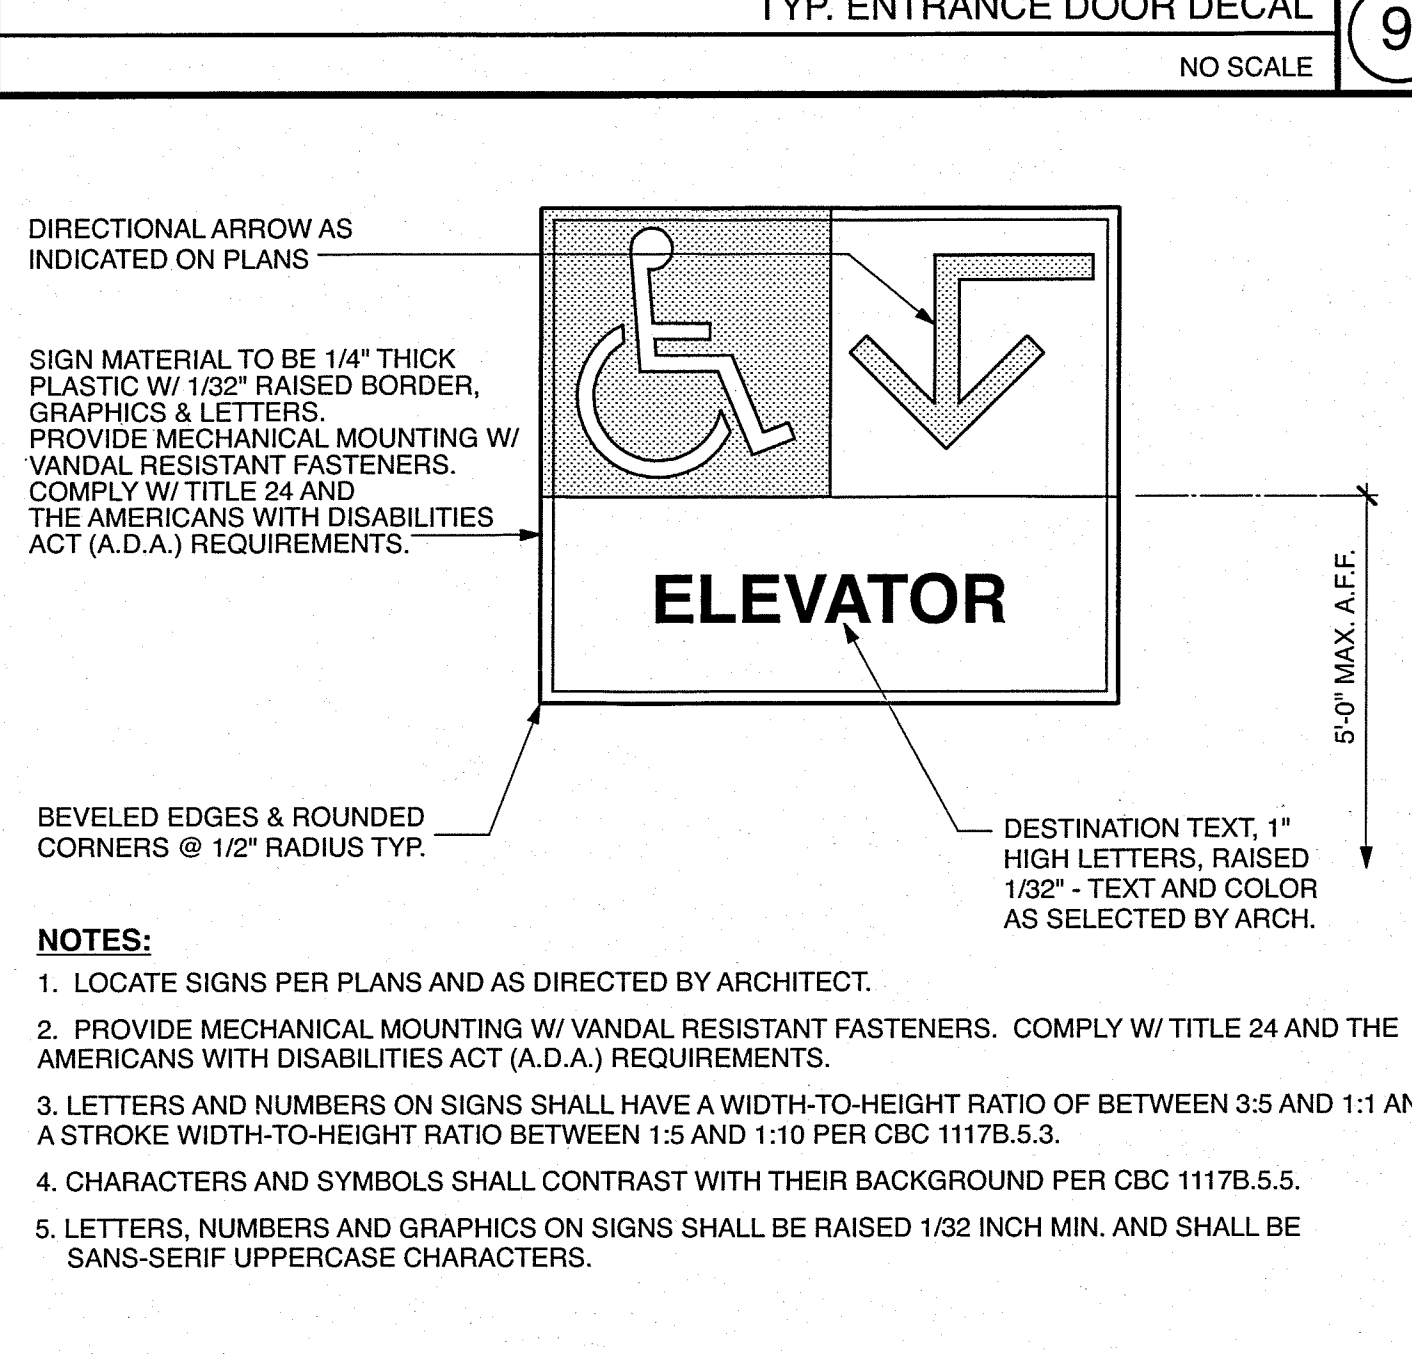 TYP. ENTRANCE DOOR DECAL
9
NO SCALE
DIRECTIONAL ARROW AS
INDICATED ON PLANS
SIGN MATERIAL TO BE 1/4" THICK
PLASTIC W/ 1/32" RAISED BORDER,
GRAPHICS & LETTERS.
PROVIDE MECHANICAL MOUNTING W/
VANDAL RESISTANT FASTENERS.
COMPLY W/ TITLE 24 AND
THE AMERICANS WITH DISABILITIES
ACT (A.D.A.) REQUIREMENTS.
ELEVATOR
5'-0" MAX. A.F.F.
BEVELED EDGES & ROUNDED
CORNERS @ 1/2" RADIUS TYP.
DESTINATION TEXT, 1"
HIGH LETTERS, RAISED
1/32" - TEXT AND COLOR
AS SELECTED BY ARCH.
NOTES:
1. LOCATE SIGNS PER PLANS AND AS DIRECTED BY ARCHITECT.
2. PROVIDE MECHANICAL MOUNTING W/ VANDAL RESISTANT FASTENERS. COMPLY W/ TITLE 24 AND THE
AMERICANS WITH DISABILITIES ACT (A.D.A.) REQUIREMENTS.
3. LETTERS AND NUMBERS ON SIGNS SHALL HAVE A WIDTH-TO-HEIGHT RATIO OF BETWEEN 3:5 AND 1:1
A STROKE WIDTH-TO-HEIGHT RATIO BETWEEN 1:5 AND 1:10 PER CBC 1117B.5.3.
4. CHARACTERS AND SYMBOLS SHALL CONTRAST WITH THEIR BACKGROUND PER CBC 1117B.5.5.
5. LETTERS, NUMBERS AND GRAPHICS ON SIGNS SHALL BE RAISED 1/32 INCH MIN. AND SHALL BE
SANS-SERIF UPPERCASE CHARACTERS.